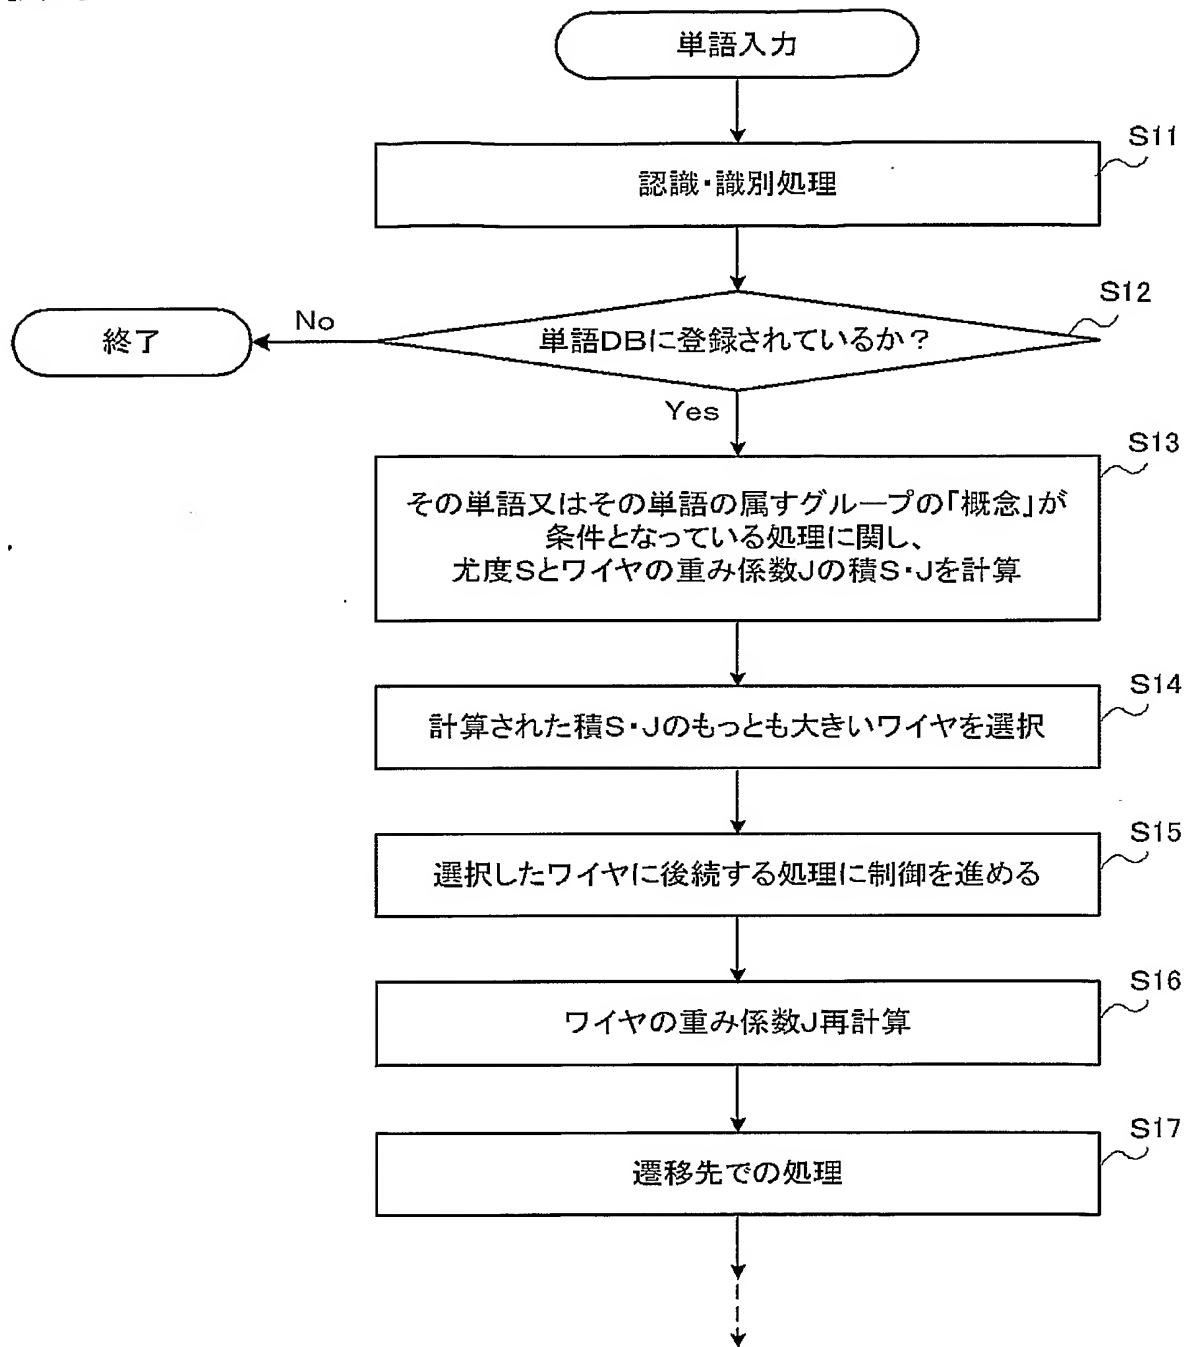 単語入力
S11
認識・識別処理
S12
単語DBに登録されているか？
No
終了
Yes
S13
その単語又はその単語の属すグループの「概念」が
条件となっている処理に関し、
尤度Sとワイヤの重み係数Jの積S・Jを計算
S14
計算された積S・Jのもっとも大きいワイヤを選択
S15
選択したワイヤに後続する処理に制御を進める
S16
ワイヤの重み係数J再計算
S17
遷移先での処理